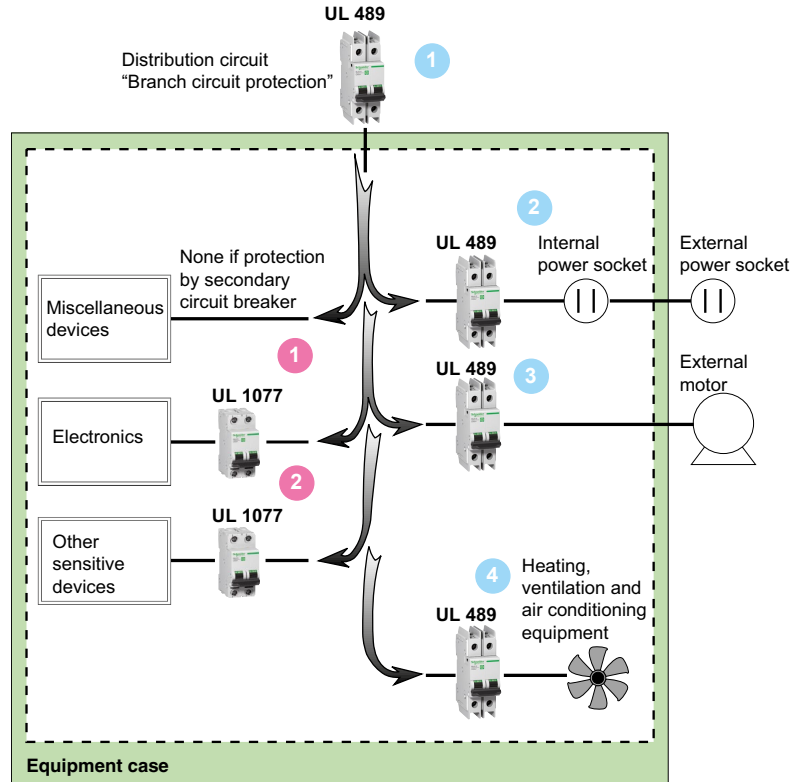 UL 489
Distribution circuit
“Branch circuit protection”
1
2
None if protection
by secondary
circuit breaker
UL 489
Internal
power socket
External
power socket
Miscellaneous
devices
1
UL 489
3
External
motor
UL 1077
Electronics
2
UL 1077
Other
sensitive
devices
4
Heating,
ventilation and
air conditioning
equipment
UL 489
Equipment case